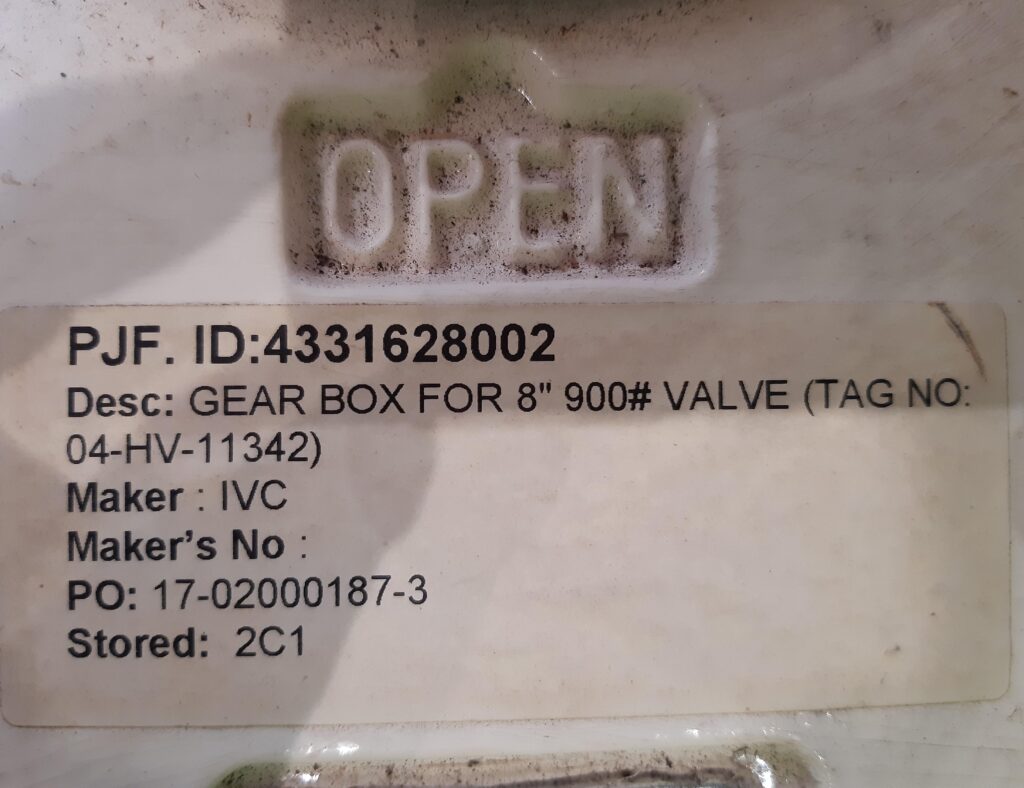 OPEN
PJF. ID:4331628002
Desc: GEAR BOX FOR 8" 900# VALVE (TAG NO:
04-HV-11342)
Maker : IVC
Maker’s No :
PO: 17-02000187-3
Stored: 2C1